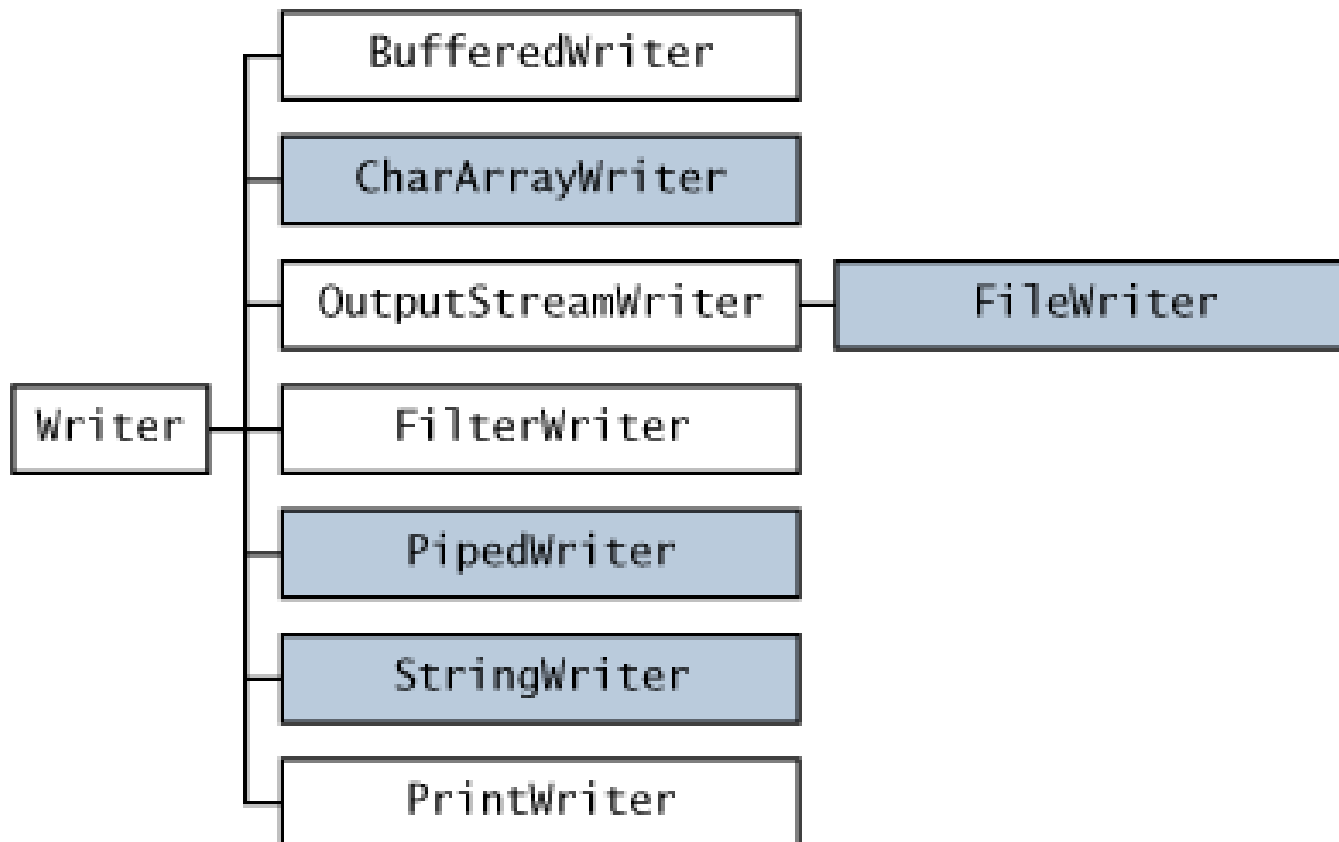 BufferedWriter
CharArrayWriter
OutputStreamWriter
FileWriter
Writer
FilterWriter
PipedWriter
StringWriter
PrintWriter